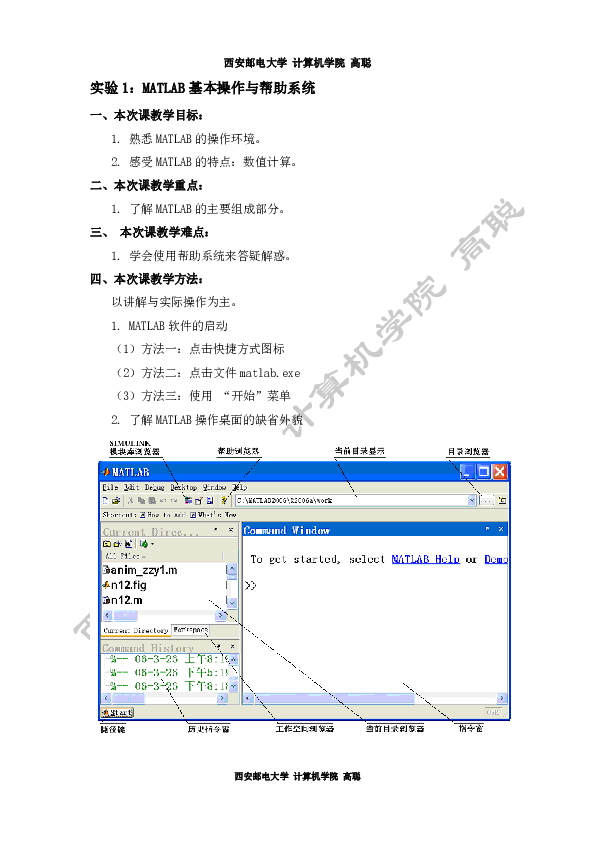 西安邮电大学 计算机学院 高聪
实验1：MATLAB基本操作与帮助系统
一、本次课教学目标：
1. 熟悉MATLAB的操作环境。
2. 感受MATLAB的特点：数值计算。
二、本次课教学重点：
1. 了解MATLAB的主要组成部分。
三、 本次课教学难点：
1. 学会使用帮助系统来答疑解惑。
四、本次课教学方法：
以讲解与实际操作为主。
1. MATLAB 软件的启动
（1）方法一：点击快捷方式图标
（2）方法二：点击文件matlab.exe
（3）方法三：使用 “开始”菜单
2. 了解MATLAB操作桌面的缺省外貌
SIMULINK
模块库浏览器 帮助浏览器 当前目录显示 目录浏览器
MATLAB
File Edit Debug Desktop Window Help
C:\MATLAB2006\R2006a\work
Shortcuts How to Add What's New
Current Direc... Command Window
All Files
To get started, select MATLAB Help or Demo
anim_zzy1.m
n12.fig
>>
n12.m
Current Directory Workspace
Command History
%-- 06-3-26 上午8:1
%-- 06-3-26 下午5:1
%-- 06-3-26 下午8:1
Start OVR
历史指令窗 工作空间浏览器 当前目录浏览器 指令窗
计算机学院 高聪
西安邮电大学 计算机学院 高聪